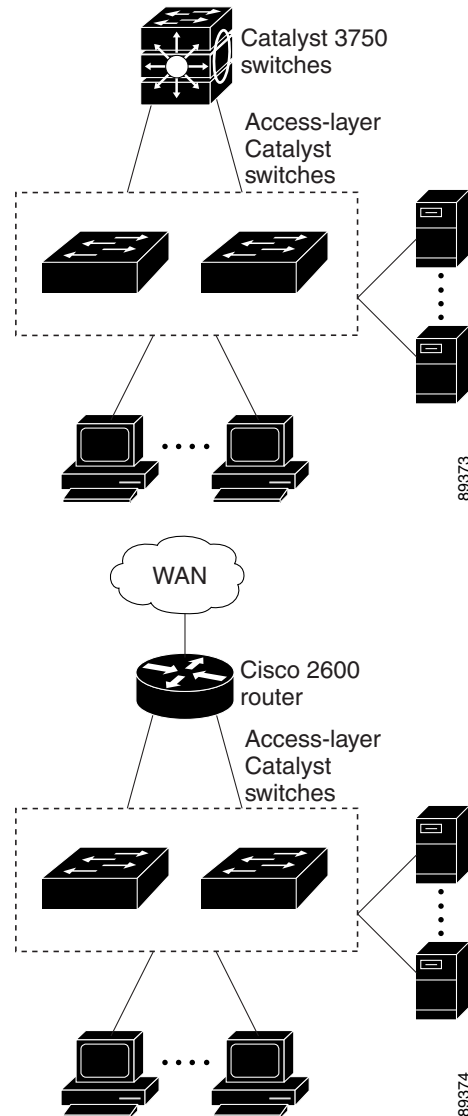 Catalyst 3750
switches
Access-layer
Catalyst
switches
89373
WAN
Cisco 2600
router
Access-layer
Catalyst
switches
89374